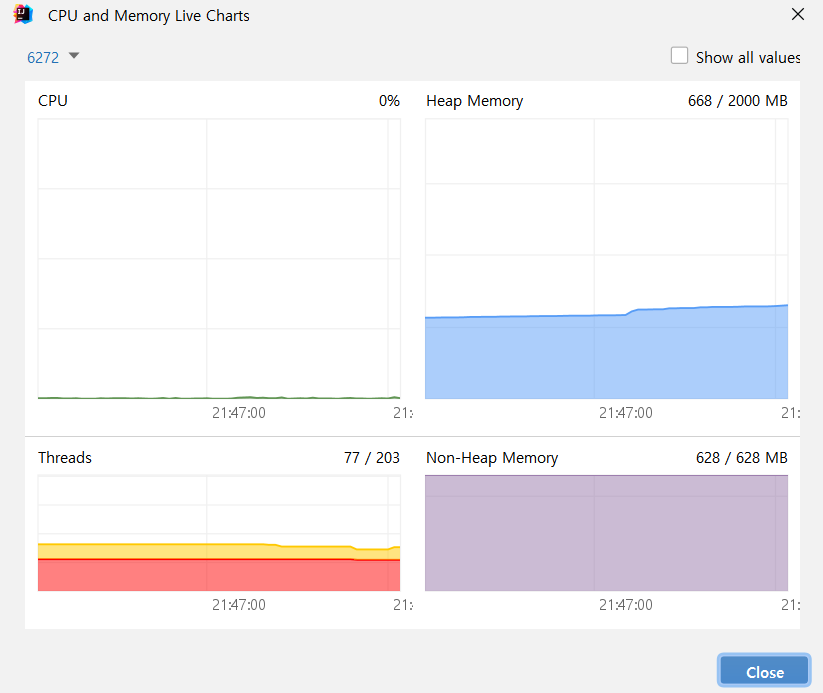 CPU and Memory Live Charts
6272
Show all values
CPU 0%
Heap Memory 668 / 2000 MB
21:47:00 21:
21:47:00 21:
Threads 77 / 203
Non-Heap Memory 628 / 628 MB
21:47:00 21:
21:47:00 21:
Close